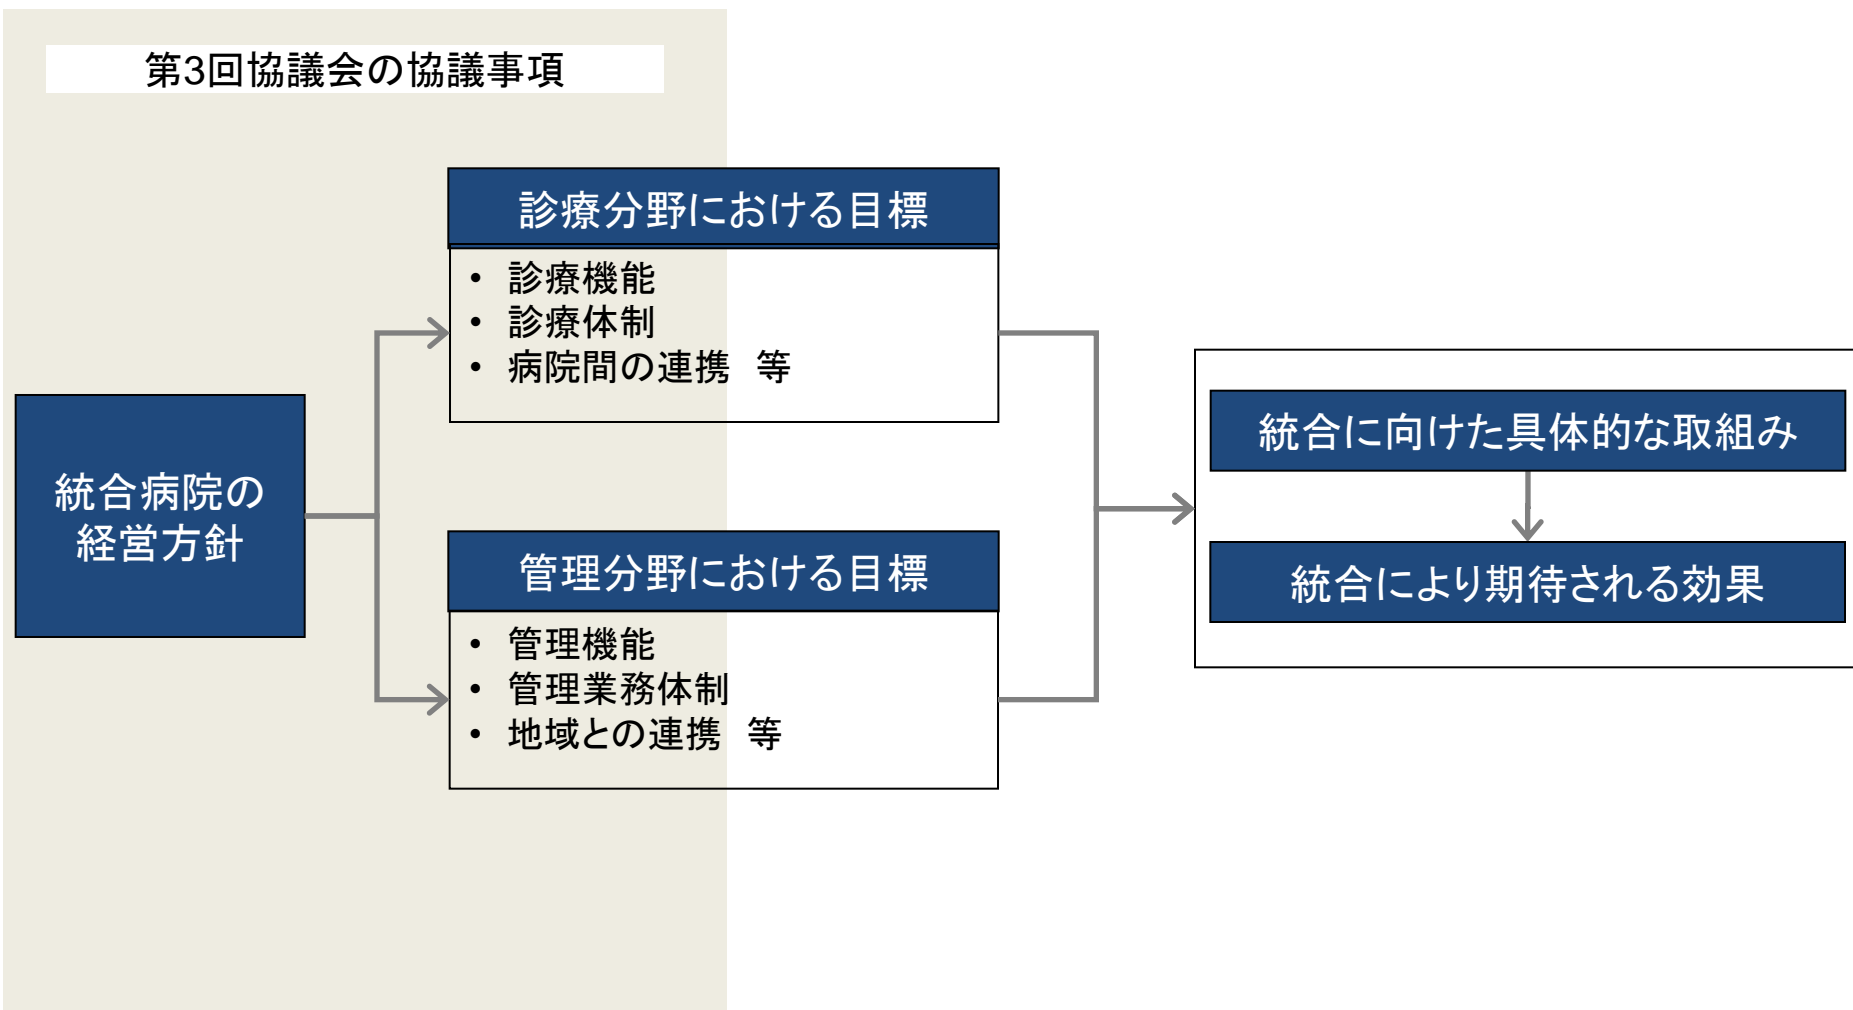 第3回協議会の協議事項
診療分野における目標
• 診療機能
• 診療体制
• 病院間の連携　等
統合病院の
経営方針
管理分野における目標
• 管理機能
• 管理業務体制
• 地域との連携　等
統合に向けた具体的な取組み
統合により期待される効果